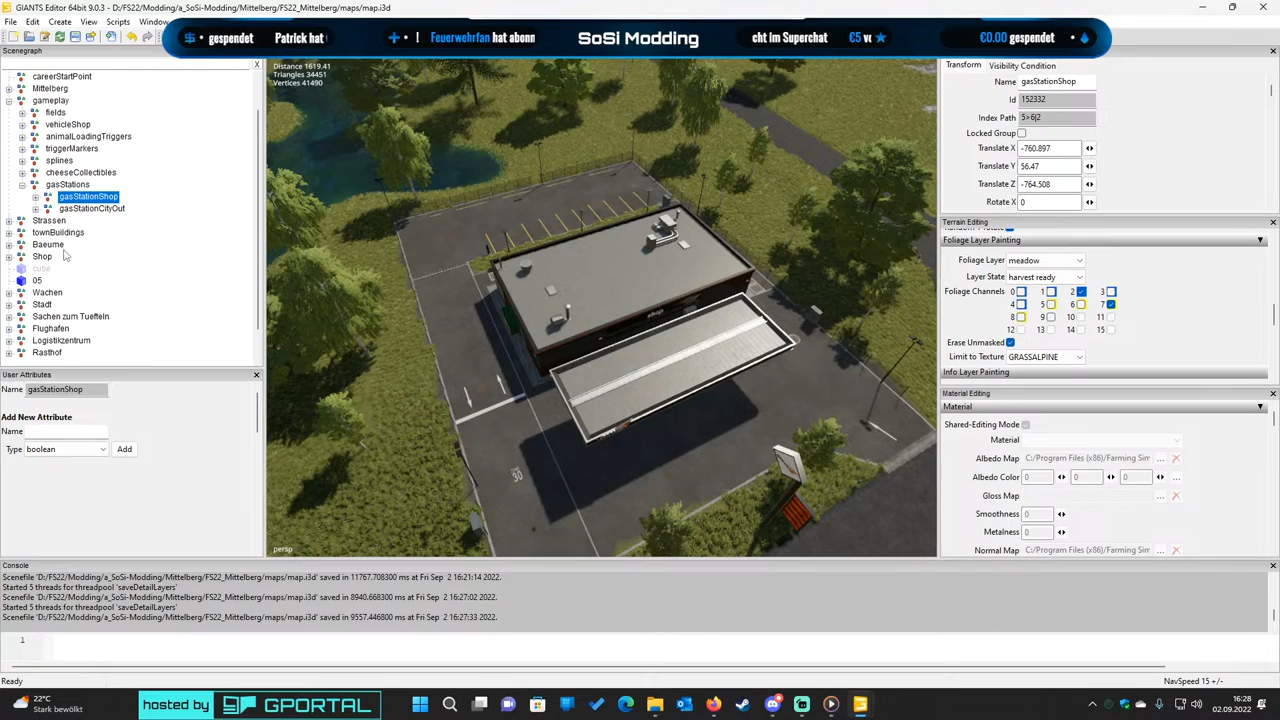 GIANTS Editor 64bit 9.0.3 - D:/FS22/Modding/a_SoSi-Modding/Mittelberg/FS22_Mittelberg/maps/map.i3d
File Edit Create View Scripts Window
gespendet Patrick hat + ! Feuerwehrfan hat abonn SoSi Modding cht im Superchat €5 €0.00 gespendet
Scenegraph
careerStartPoint
Mittelberg
gameplay
fields
vehicleShop
animalLoadingTriggers
triggerMarkers
splines
cheeseCollectibles
gasStations
gasStationShop
gasStationCityOut
Strassen
townBuildings
Baeume
Shop
cube
05
Wachen
Stadt
Sachen zum Tuefteln
Flughafen
Logistikzentrum
Rasthof
User Attributes
Name gasStationShop
Add New Attribute
Name
Type boolean Add
Distance 1619.41
Triangles 34451
Vertices 41490
shop
30
persp
Transform Visibility Condition
Name gasStationShop
Id 152332
Index Path 5>6|2
Locked Group
Translate X -760.897
Translate Y 56.47
Translate Z -764.508
Rotate X 0
Terrain Editing
Foliage Layer Painting
Foliage Layer meadow
Layer State harvest ready
Foliage Channels 0 1 2 3
4 5 6 7
8 9 10 11
12 13 14 15
Erase Unmasked
Limit to Texture GRASSALPINE
Info Layer Painting
Material Editing
Material
Shared-Editing Mode
Material
Albedo Map C:/Program Files (x86)/Farming Sim ...
Albedo Color 0 0 0 ...
Gloss Map ...
Smoothness 0
Metalness 0
Normal Map C:/Program Files (x86)/Farming Sim ...
Console
Scenefile 'D:/FS22/Modding/a_SoSi-Modding/Mittelberg/FS22_Mittelberg/maps/map.i3d' saved in 11767.708300 ms at Fri Sep 2 16:21:14 2022.
Started 5 threads for threadpool 'saveDetailLayers'
Scenefile 'D:/FS22/Modding/a_SoSi-Modding/Mittelberg/FS22_Mittelberg/maps/map.i3d' saved in 8940.668300 ms at Fri Sep 2 16:27:02 2022.
Started 5 threads for threadpool 'saveDetailLayers'
Scenefile 'D:/FS22/Modding/a_SoSi-Modding/Mittelberg/FS22_Mittelberg/maps/map.i3d' saved in 9557.446800 ms at Fri Sep 2 16:27:33 2022.
1
Ready NavSpeed 15 +/-
22°C
Stark bewölkt
hosted by GPORTAL
16:28
02.09.2022